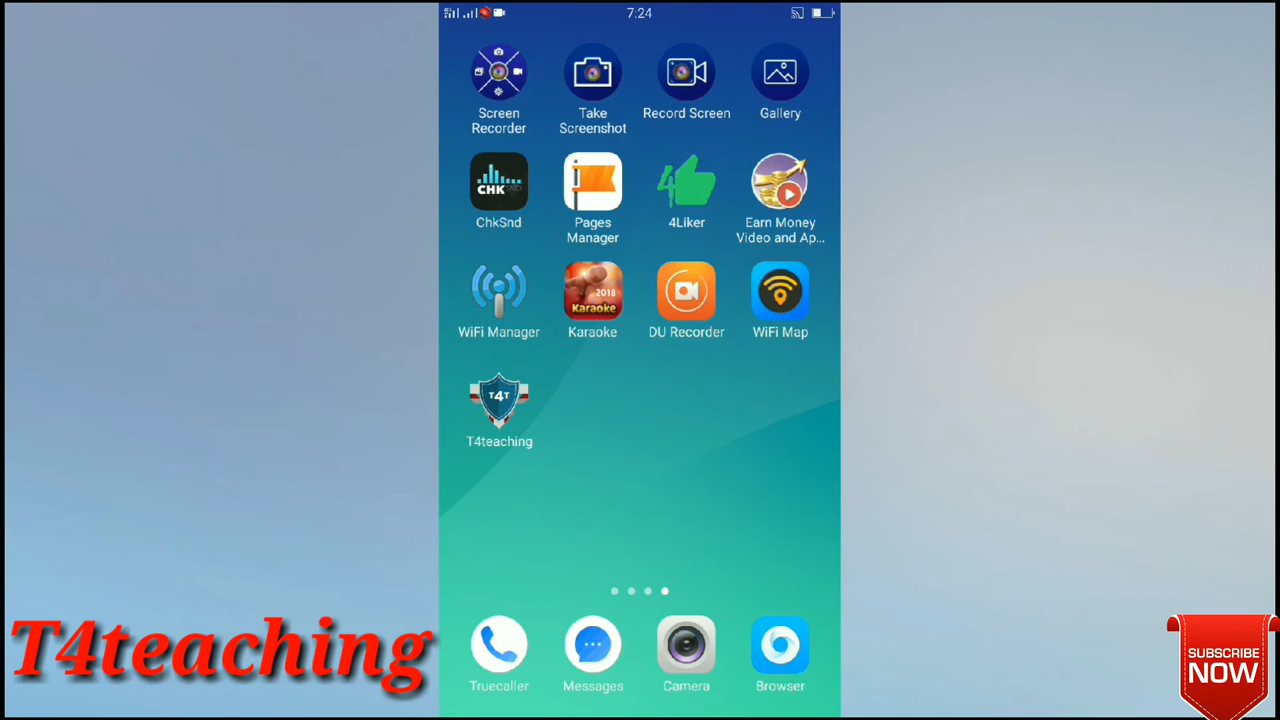 7:24
Screen Recorder
Take Screenshot
Record Screen
Gallery
CHK
ChkSnd
Pages Manager
4
4Liker
Earn Money Video and Ap...
WiFi Manager
2018
Karaoke
Karaoke
DU Recorder
WiFi Map
T4T
T4teaching
Truecaller
Messages
Camera
Browser
T4teaching
SUBSCRIBE
NOW